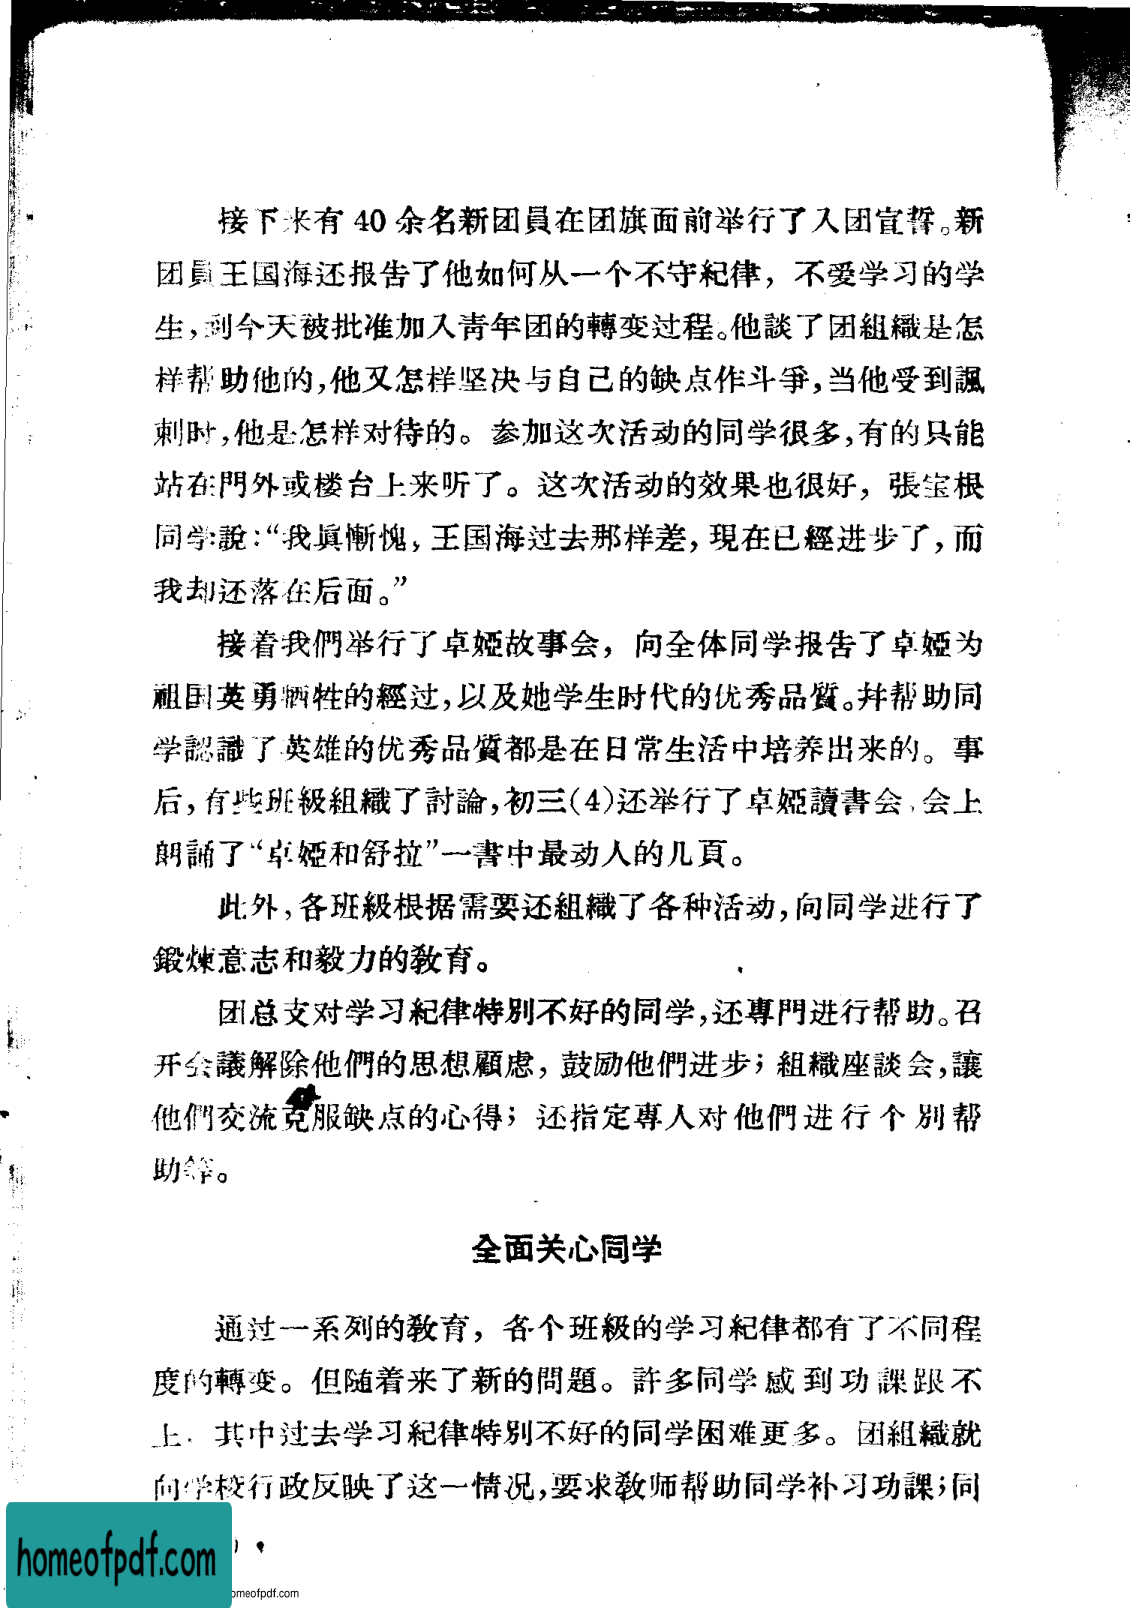 接下来有 40 余名新团員在团旗面前举行了入团宣誓。新
团員王国海还报告了他如何从一个不守紀律，不爱学习的学
生，到今天被批准加入青年团的轉变过程。他談了团組織是怎
样帮助他的，他又怎样坚决与自己的缺点作斗爭，当他受到諷
刺时，他是怎样对待的。参加这次活动的同学很多，有的只能
站在門外或楼台上来听了。这次活动的效果也很好，張宝根
同学說：“我眞慚愧，王国海过去那样差，現在已經进步了，而
我却还落在后面。”
接着我們举行了卓婭故事会，向全体同学报告了卓婭为
祖国英勇牺牲的經过，以及她学生时代的优秀品質。幷帮助同
学認識了英雄的优秀品質都是在日常生活中培养出来的。事
后，有些班級組織了討論，初三(4)还举行了卓婭讀書会，会上
朗誦了“卓婭和舒拉”一書中最动人的几頁。
此外，各班級根据需要还組織了各种活动，向同学进行了
鍛煉意志和毅力的敎育。
团总支对学习紀律特别不好的同学，还專門进行帮助。召
开会議解除他們的思想顧虑，鼓励他們进步；組織座談会，讓
他們交流克服缺点的心得；还指定專人对他們进行个別帮
助等。
全面关心同学
通过一系列的敎育，各个班級的学习紀律都有了不同程
度的轉变。但随着来了新的問題。許多同学感到功課跟不
上．其中过去学习紀律特别不好的同学困难更多。团組織就
向学校行政反映了这一情况，要求敎师帮助同学补习功課；同
homeofpdf.com
omeofpdf.com